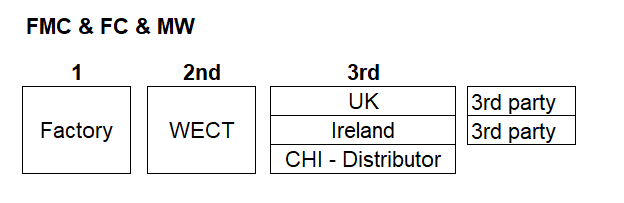 FMC & FC & MW
1 2nd 3rd
UK 3rd party
Factory WECT Ireland 3rd party
CHI - Distributor